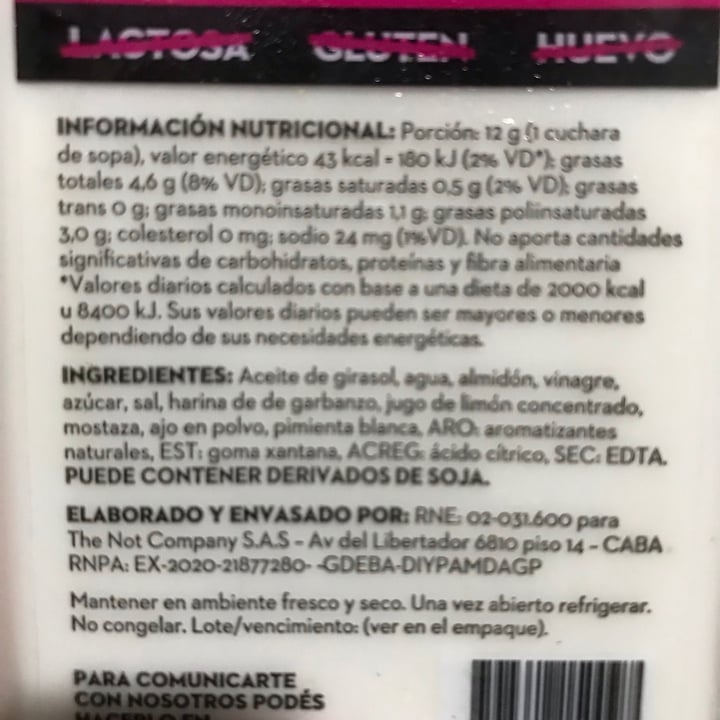 LACTOSA GLUTEN HUEVO
INFORMACIÓN NUTRICIONAL: Porción: 12 g (1 cuchara
de sopa), valor energético 43 kcal = 180 kJ (2% VD*); grasas
totales 4,6 g (8% VD); grasas saturadas 0,5 g (2% VD); grasas
trans 0 g; grasas monoinsaturadas 1,1 g; grasas poliinsaturadas
3,0 g; colesterol 0 mg; sodio 24 mg (1%VD). No aporta cantidades
significativas de carbohidratos, proteínas y fibra alimentaria
*Valores diarios calculados con base a una dieta de 2000 kcal
u 8400 kJ. Sus valores diarios pueden ser mayores o menores
dependiendo de sus necesidades energéticas.
INGREDIENTES: Aceite de girasol, agua, almidón, vinagre,
azúcar, sal, harina de de garbanzo, jugo de limón concentrado,
mostaza, ajo en polvo, pimienta blanca, ARO: aromatizantes
naturales, EST: goma xantana, ACREG: ácido cítrico, SEC: EDTA.
PUEDE CONTENER DERIVADOS DE SOJA.
ELABORADO Y ENVASADO POR: RNE: 02-031.600 para
The Not Company S.A.S - Av del Libertador 6810 piso 14 - CABA
RNPA: EX-2020-21877280- -GDEBA-DIYPAMDAGP
Mantener en ambiente fresco y seco. Una vez abierto refrigerar.
No congelar. Lote/vencimiento: (ver en el empaque).
PARA COMUNICARTE
CON NOSOTROS PODÉS
HACERLO EN